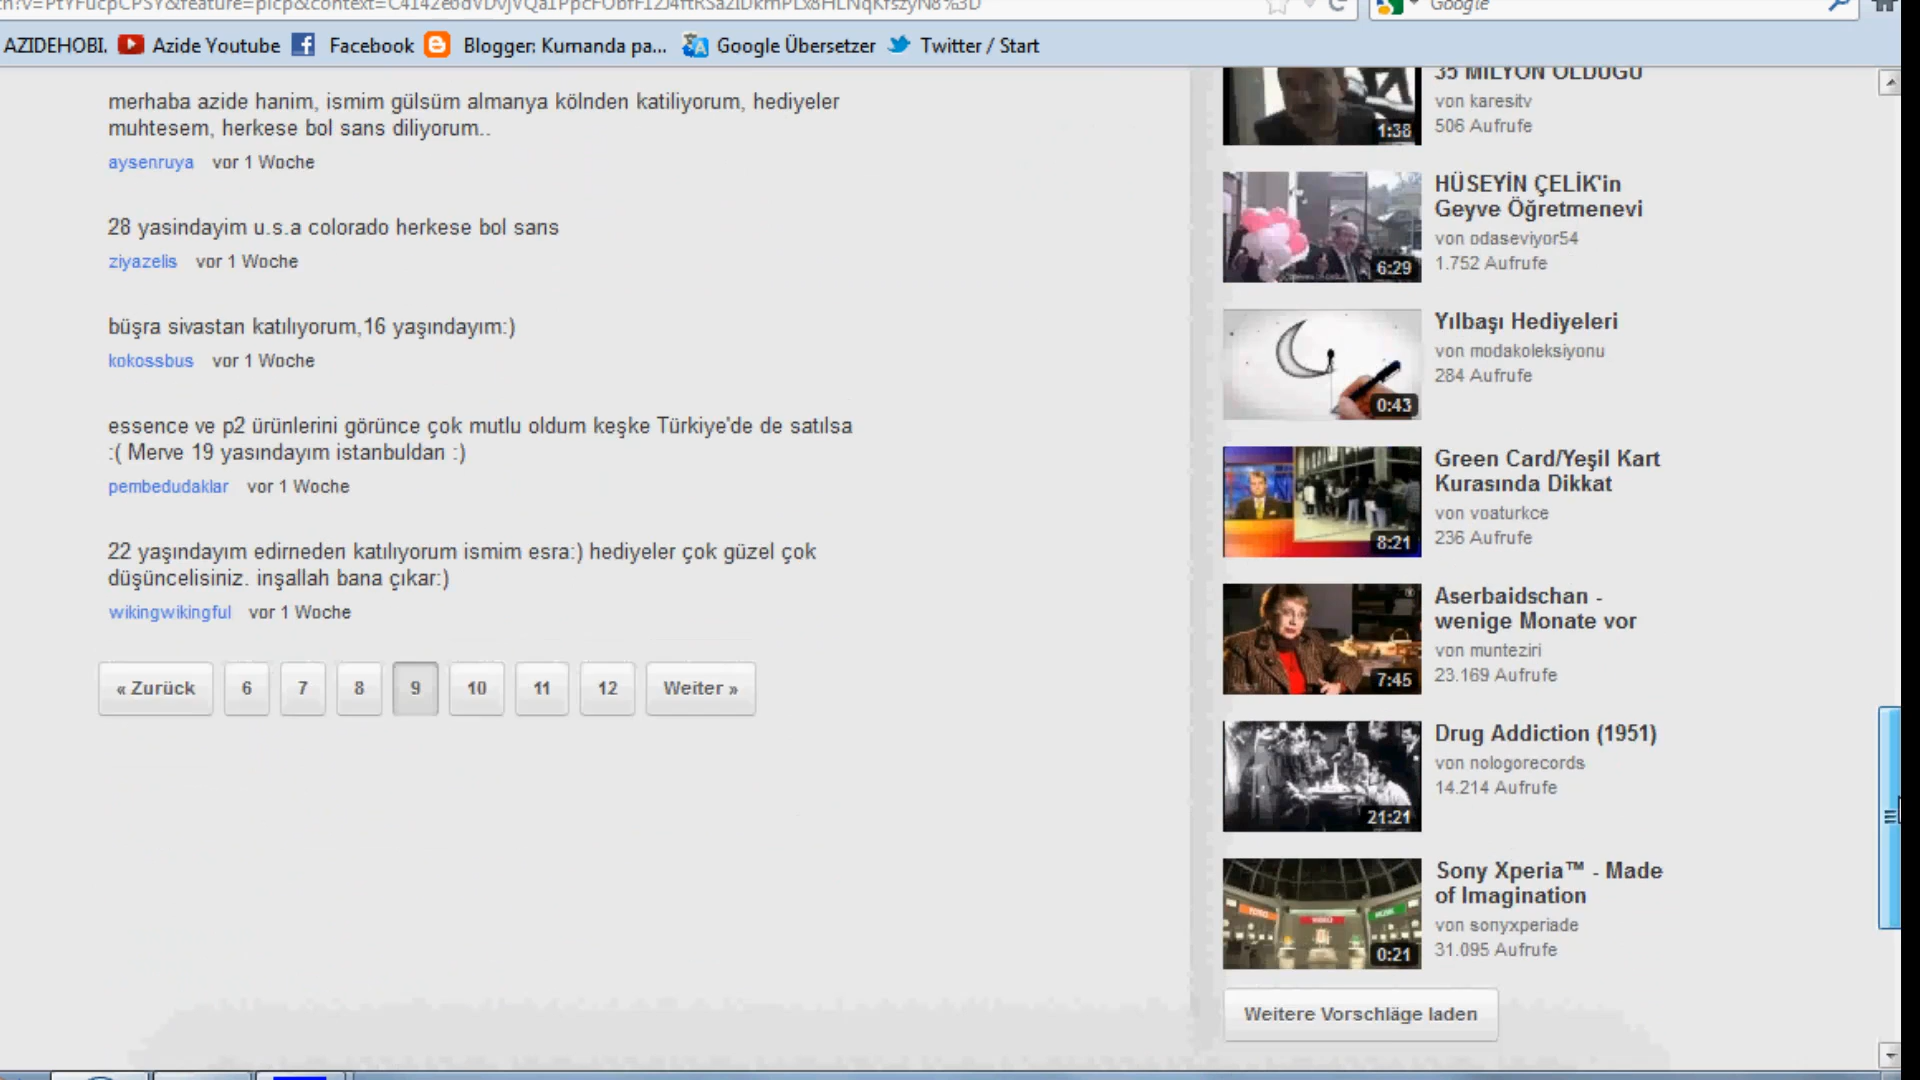 AZIDEHOBI. Azide Youtube Facebook Blogger: Kumanda pa... Google Übersetzer Twitter / Start
Google
merhaba azide hanim, ismim gülsüm almanya kölnden katiliyorum, hediyeler
muhtesem, herkese bol sans diliyorum..
aysenruya vor 1 Woche
28 yasindayim u.s.a colorado herkese bol sans
ziyazelis vor 1 Woche
büşra sivastan katılıyorum,16 yaşındayım:)
kokossbus vor 1 Woche
essence ve p2 ürünlerini görünce çok mutlu oldum keşke Türkiye'de de satılsa
:( Merve 19 yasındayım istanbuldan :)
pembedudaklar vor 1 Woche
22 yaşındayım edirneden katılıyorum ismim esra:) hediyeler çok güzel çok
düşüncelisiniz. inşallah bana çıkar:)
wikingwikingful vor 1 Woche
« Zurück 6 7 8 9 10 11 12 Weiter »
35 MİLYON OLDUĞU
von karesitv
506 Aufrufe
1:38
HÜSEYİN ÇELİK'in
Geyve Öğretmenevi
von odaseviyor54
1.752 Aufrufe
6:29
Yılbaşı Hediyeleri
von modakoleksiyonu
284 Aufrufe
0:43
Green Card/Yeşil Kart
Kurasında Dikkat
von voaturkce
236 Aufrufe
8:21
Aserbaidschan -
wenige Monate vor
von munteziri
23.169 Aufrufe
7:45
Drug Addiction (1951)
von nologorecords
14.214 Aufrufe
21:21
Sony Xperia™ - Made
of Imagination
von sonyxperiade
31.095 Aufrufe
0:21
Weitere Vorschläge laden